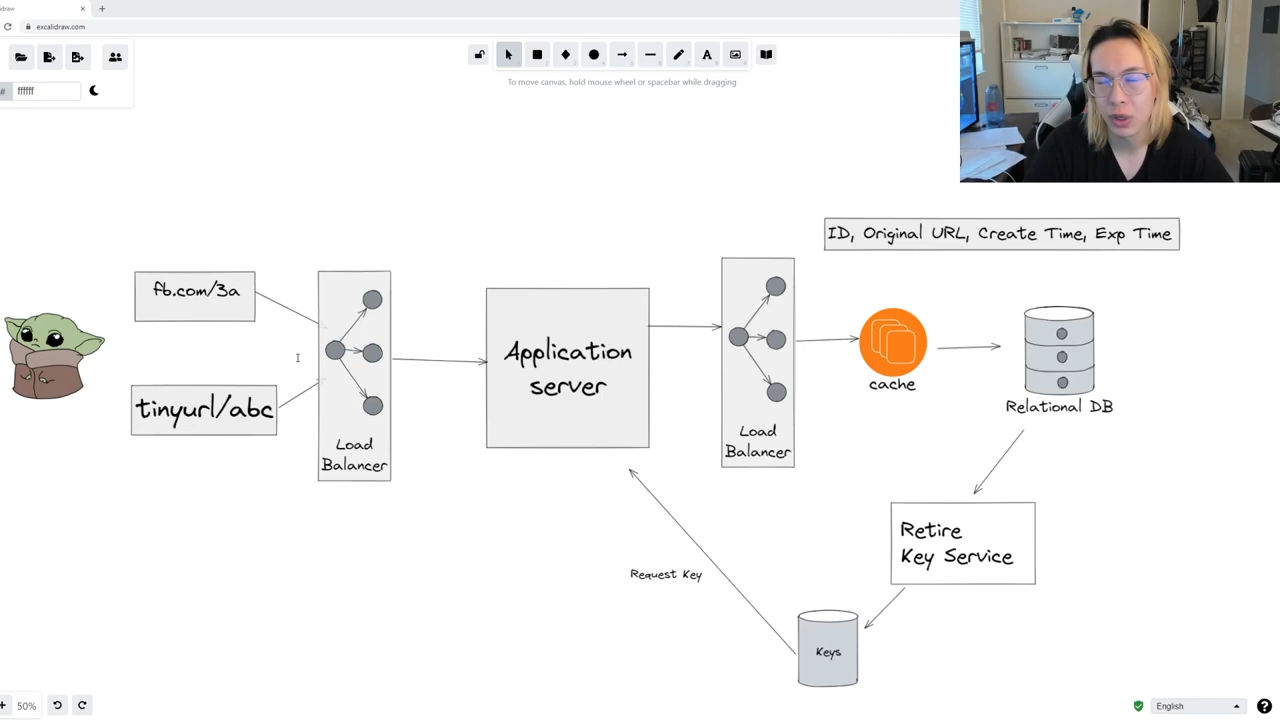 excalidraw.com
To move canvas, hold mouse wheel or spacebar while dragging
# ffffff
ID, Original URL, Create Time, Exp Time
fb.com/3a
tinyurl/abc
Load
Balancer
Application
server
Load
Balancer
cache
Relational DB
Retire
Key Service
Request Key
Keys
50%
English